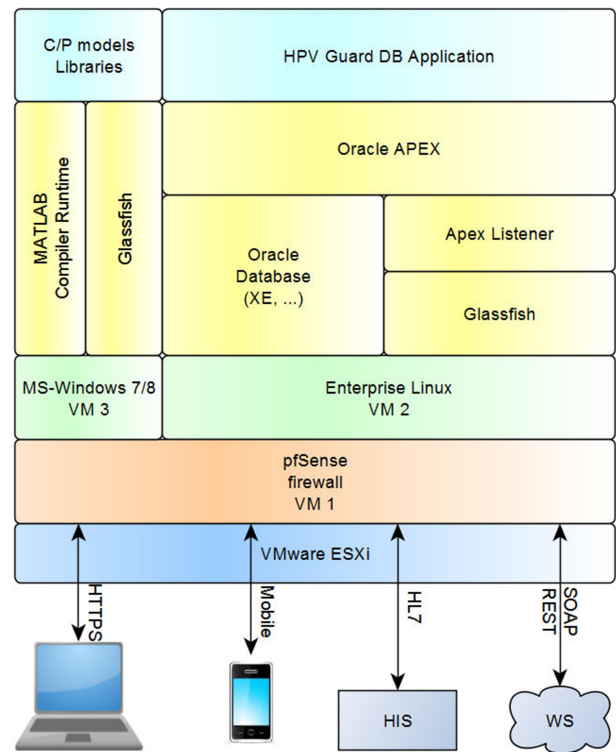 C/P models
Libraries
HPV Guard DB Application
MATLAB
Compiler Runtime
Glassfish
Oracle APEX
Oracle
Database
(XE, ...)
Apex Listener
Glassfish
MS-Windows 7/8
VM 3
Enterprise Linux
VM 2
pfSense
firewall
VM 1
VMware ESXi
HTTPS
Mobile
HL7
SOAP
REST
HIS
WS